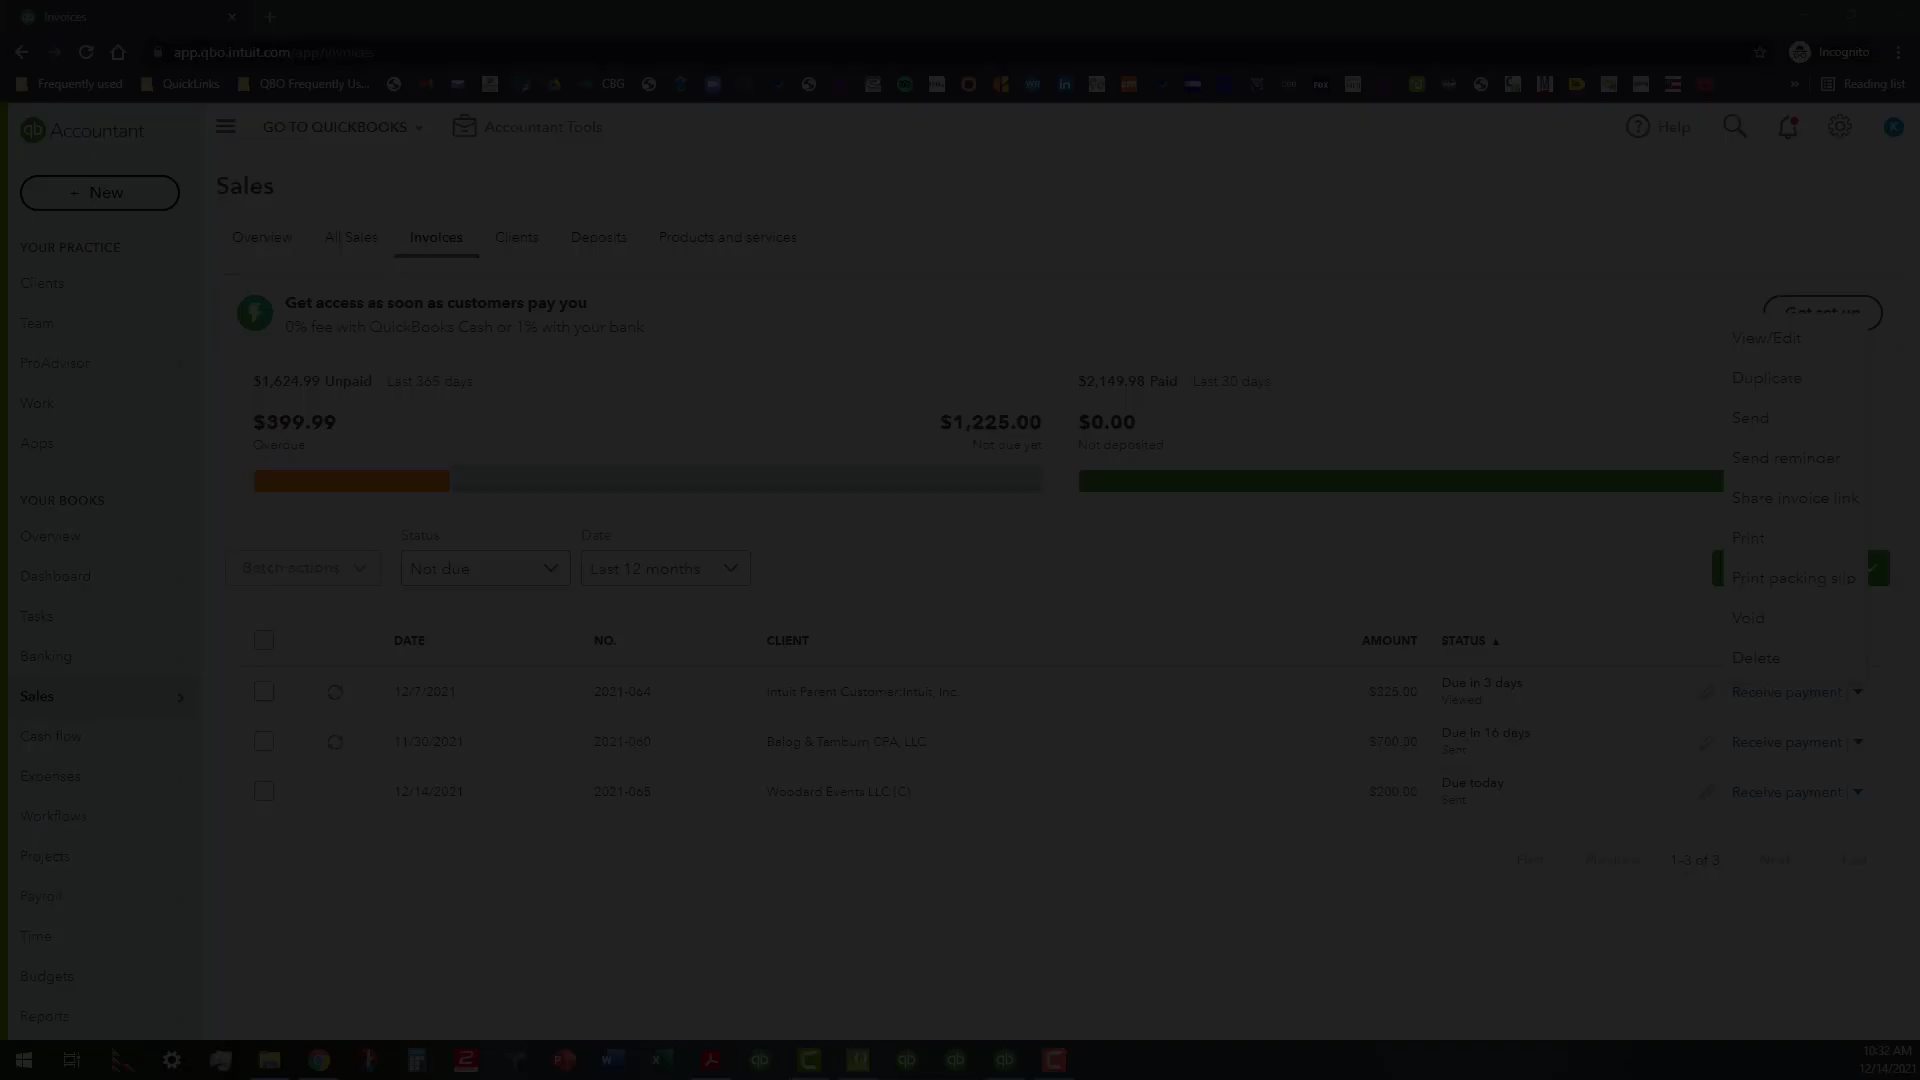 Invoices
app.qbo.intuit.com/app/invoices
Incognito
Frequently used
QuickLinks
QBO Frequently Us...
CBG
Reading list
qb Accountant
GO TO QUICKBOOKS
Accountant Tools
Help
K
+ New
Sales
YOUR PRACTICE
Clients
Team
ProAdvisor
Work
Apps
YOUR BOOKS
Overview
Dashboard
Tasks
Banking
Sales
Cash flow
Expenses
Workflows
Projects
Payroll
Time
Budgets
Reports
Overview
All Sales
Invoices
Clients
Deposits
Products and services
Get access as soon as customers pay you
0% fee with QuickBooks Cash or 1% with your bank
Get set up
$1,624.99 Unpaid Last 365 days
$2,149.98 Paid Last 30 days
$399.99
$1,225.00
$0.00
Overdue
Not due yet
Not deposited
View/Edit
Duplicate
Send
Send reminder
Share invoice link
Print
Print packing slip
Void
Delete
Batch actions
Status
Not due
Date
Last 12 months
DATE NO. CLIENT AMOUNT STATUS
12/7/2021 2021-064 Intuit Parent Customer:Intuit, Inc. $325.00 Due in 3 days Receive payment
Viewed
11/30/2021 2021-060 Balog & Tamburri CPA, LLC $700.00 Due in 16 days Receive payment
Sent
12/14/2021 2021-065 Woodard Events LLC (C) $200.00 Due today Receive payment
Sent
First Previous 1-3 of 3 Next Last
10:32 AM
12/14/2021